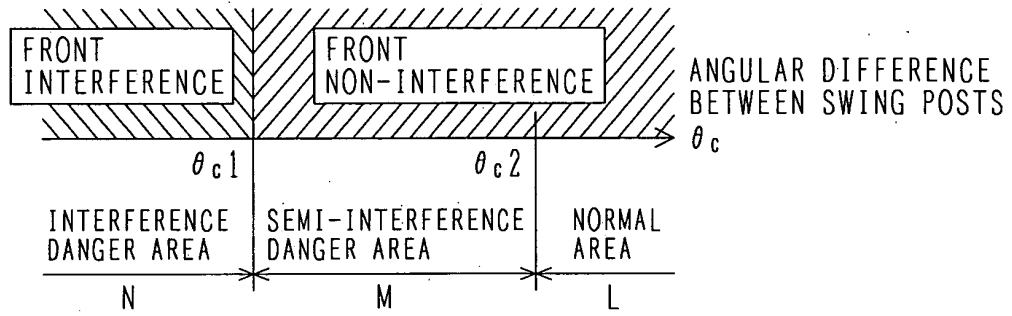 FRONT
INTERFERENCE
FRONT
NON-INTERFERENCE
ANGULAR DIFFERENCE
BETWEEN SWING POSTS
θc
θc1
θc2
INTERFERENCE
DANGER AREA
SEMI-INTERFERENCE
DANGER AREA
NORMAL
AREA
N
M
L